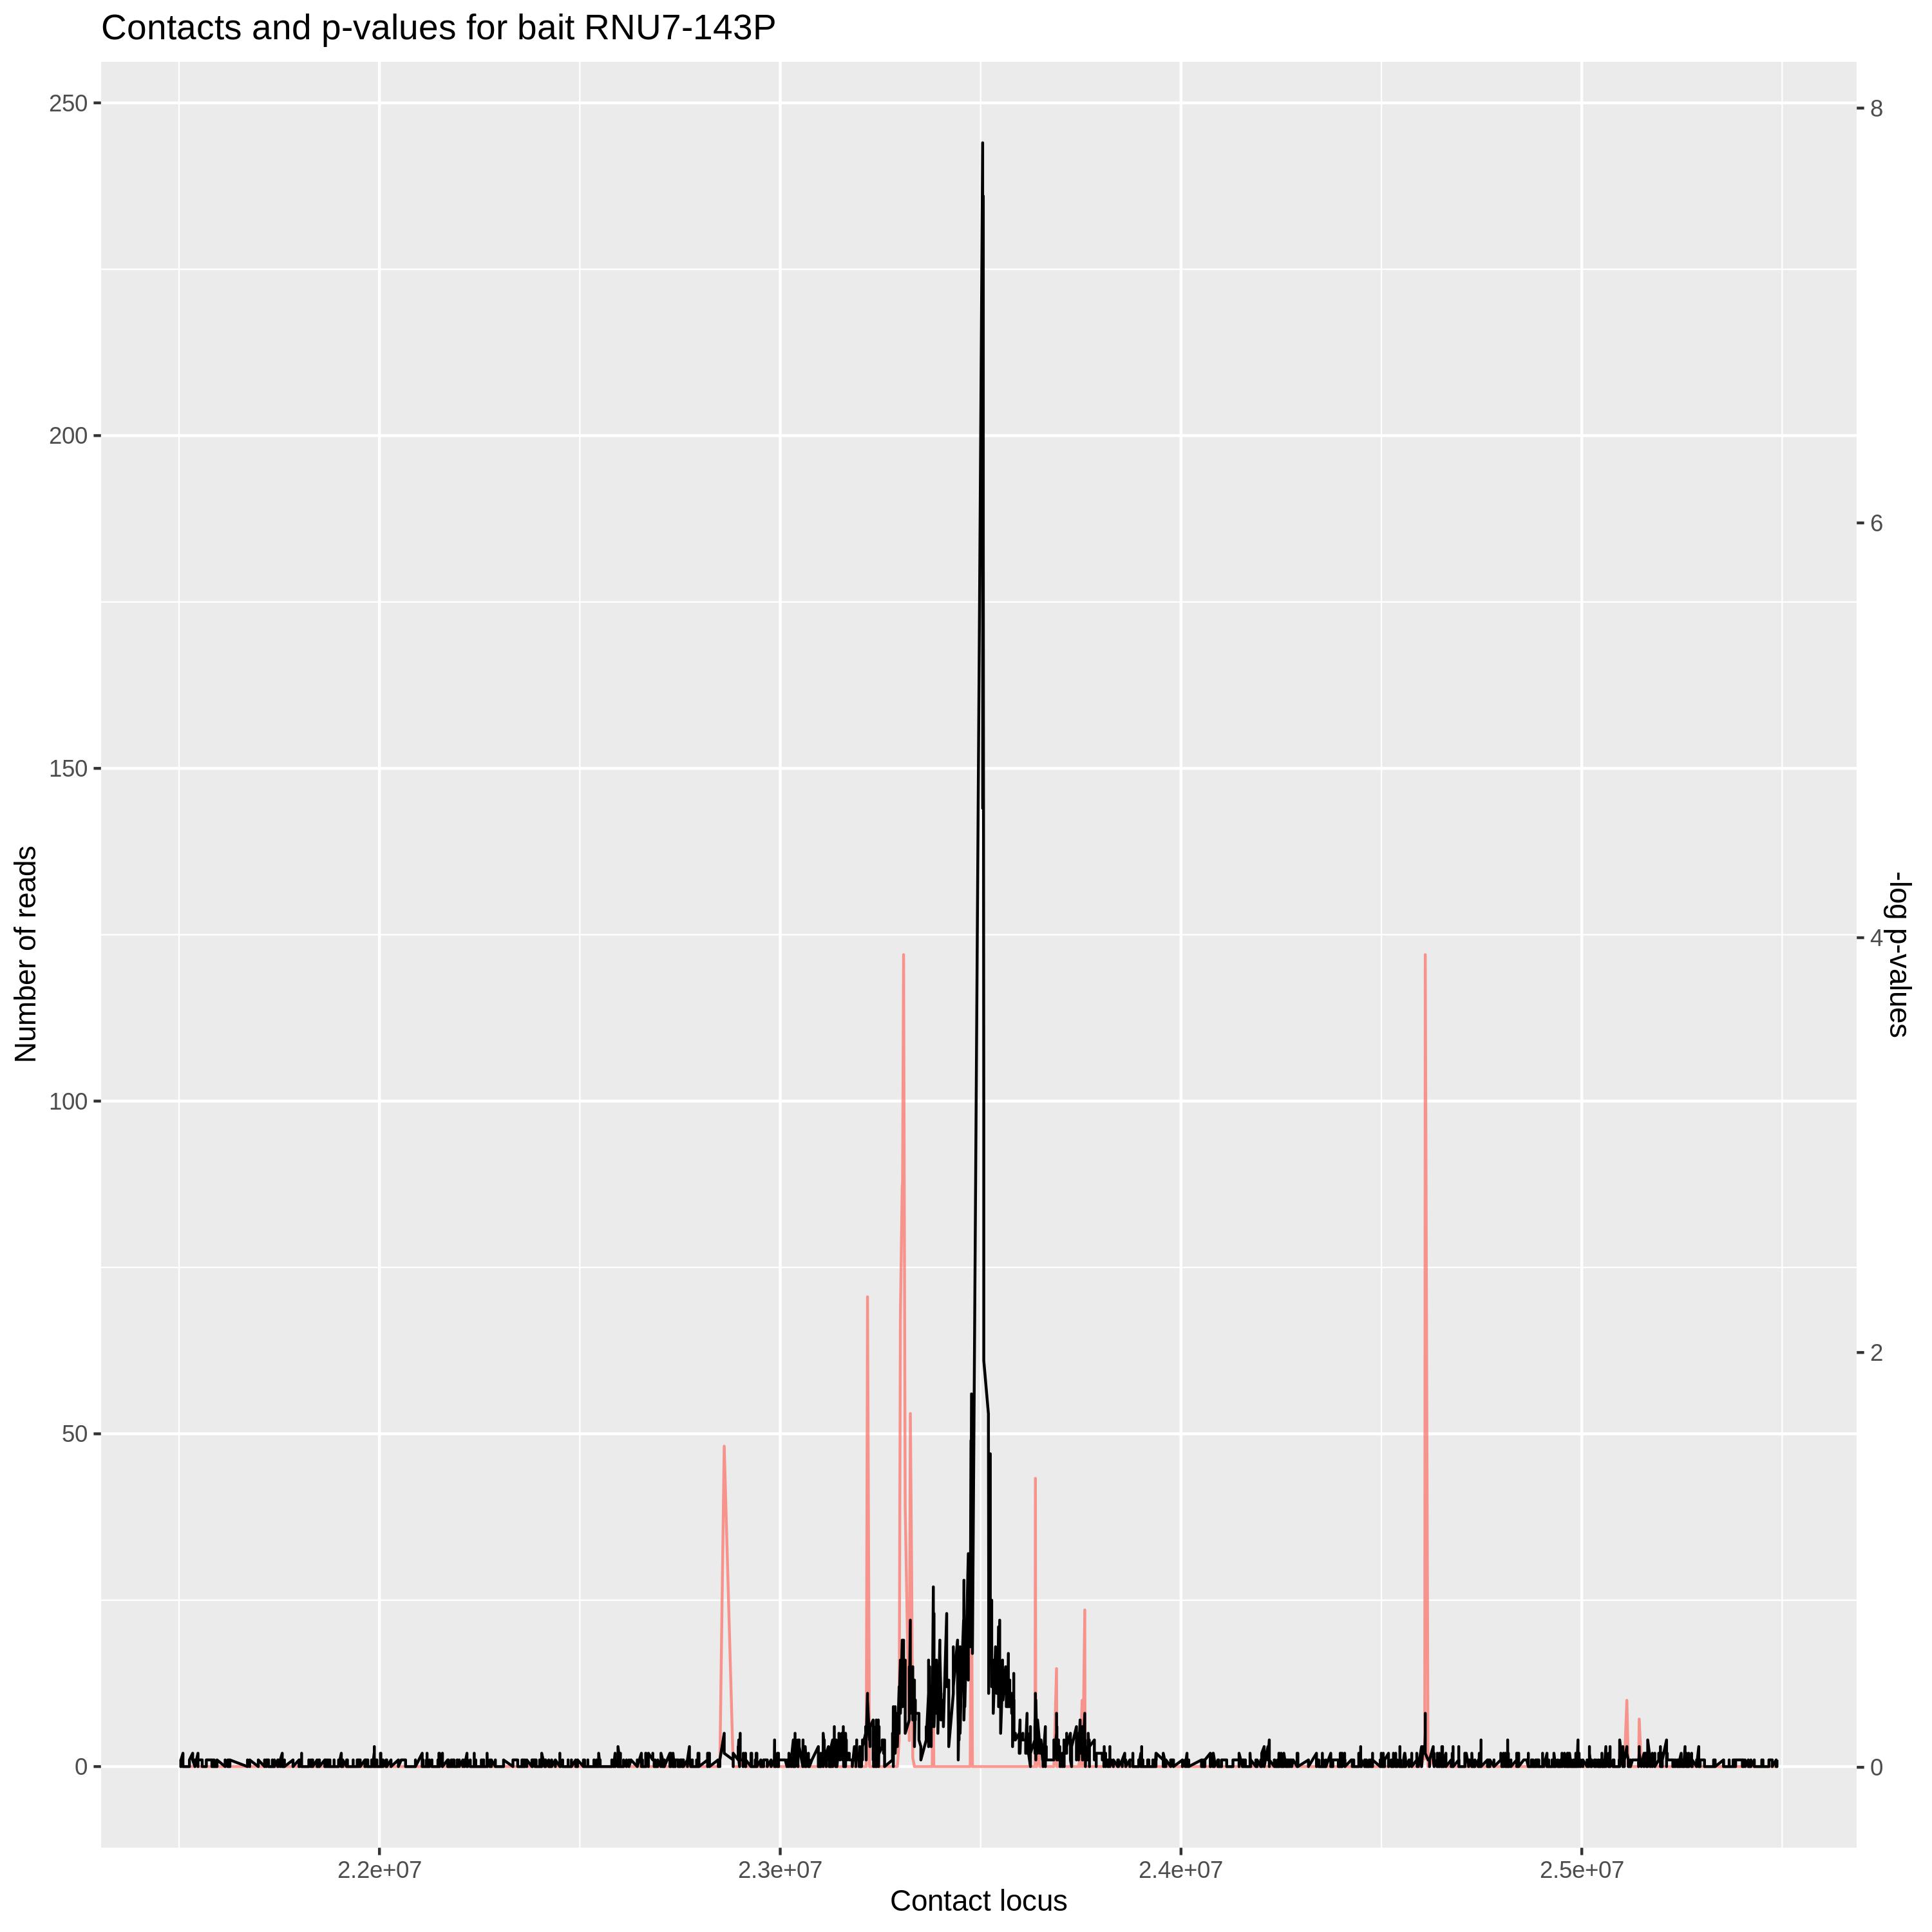 Contacts and p-values for bait RNU7-143P
250
200
150
100
50
0
Number of reads
8
6
4
2
0
-log p-values
2.2e+07
2.3e+07
2.4e+07
2.5e+07
Contact locus